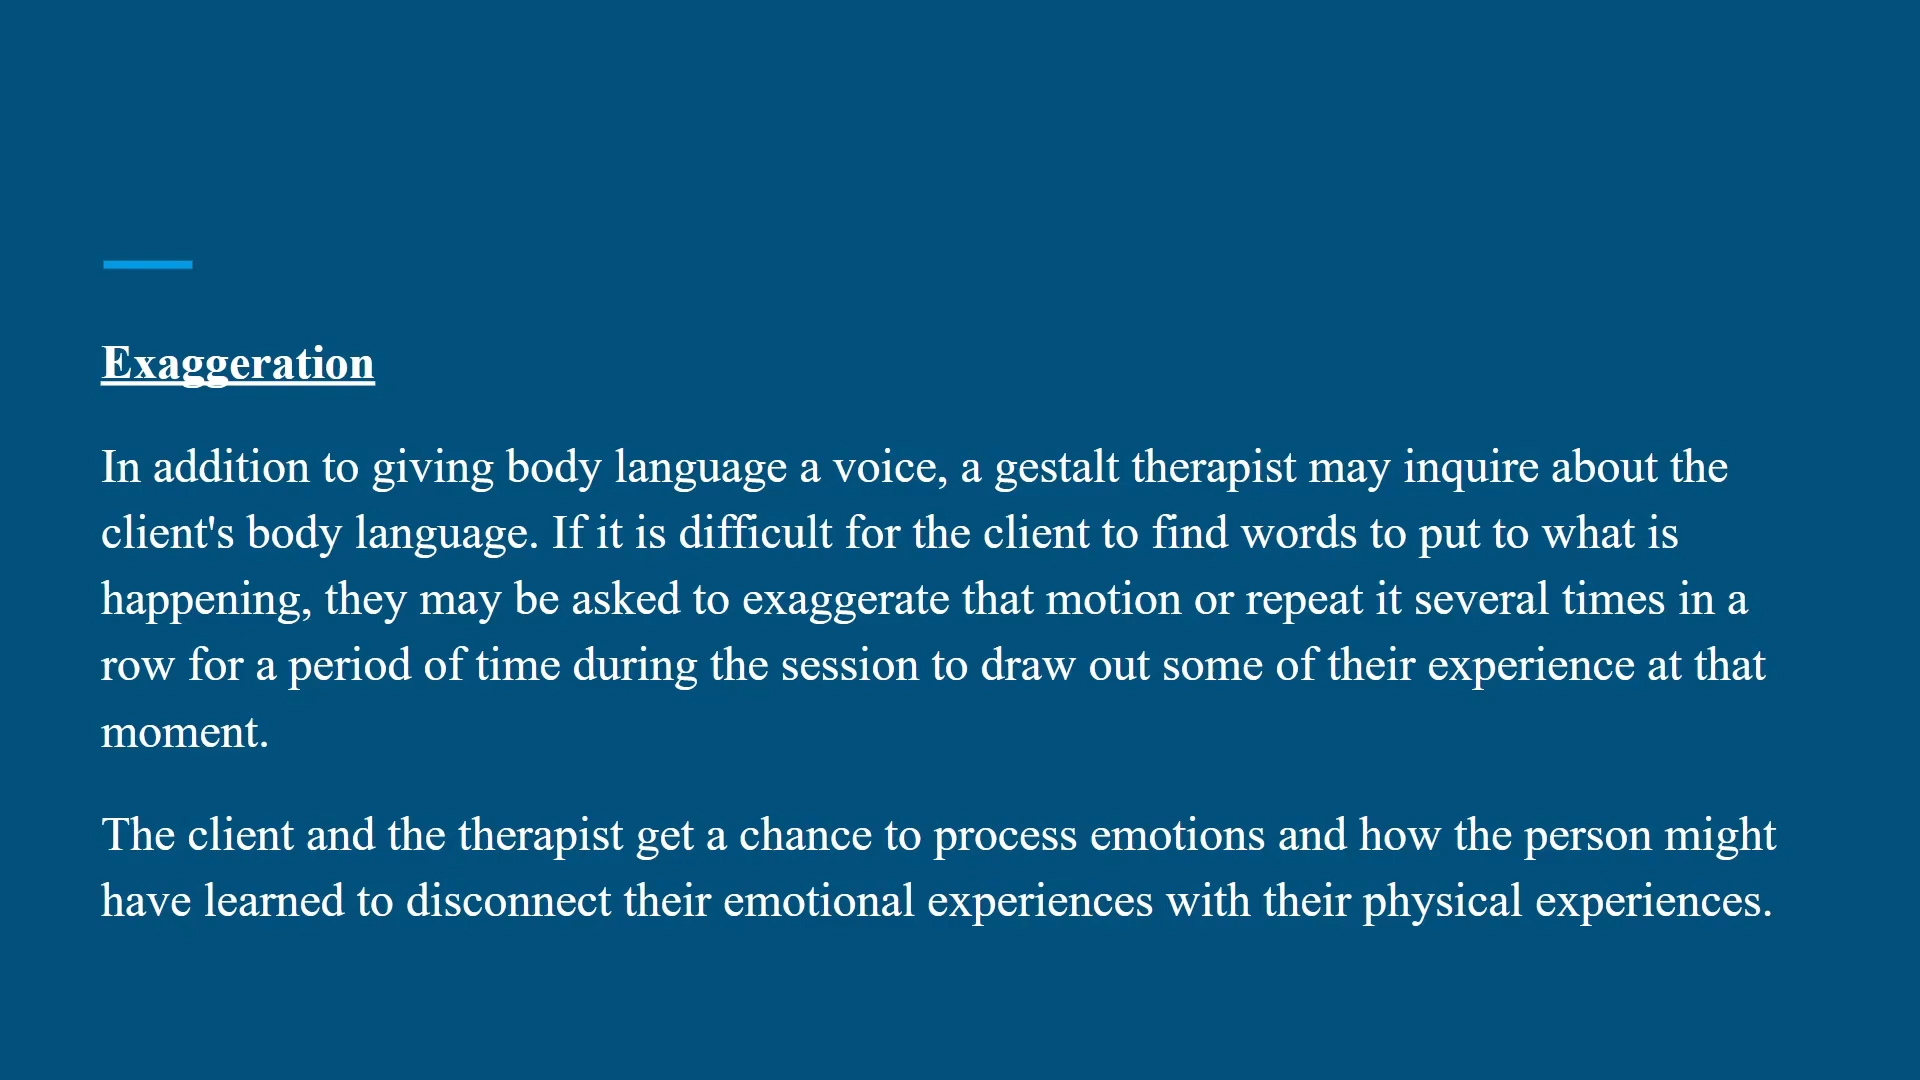 Exaggeration
In addition to giving body language a voice, a gestalt therapist may inquire about the
client's body language. If it is difficult for the client to find words to put to what is
happening, they may be asked to exaggerate that motion or repeat it several times in a
row for a period of time during the session to draw out some of their experience at that
moment.
The client and the therapist get a chance to process emotions and how the person might
have learned to disconnect their emotional experiences with their physical experiences.